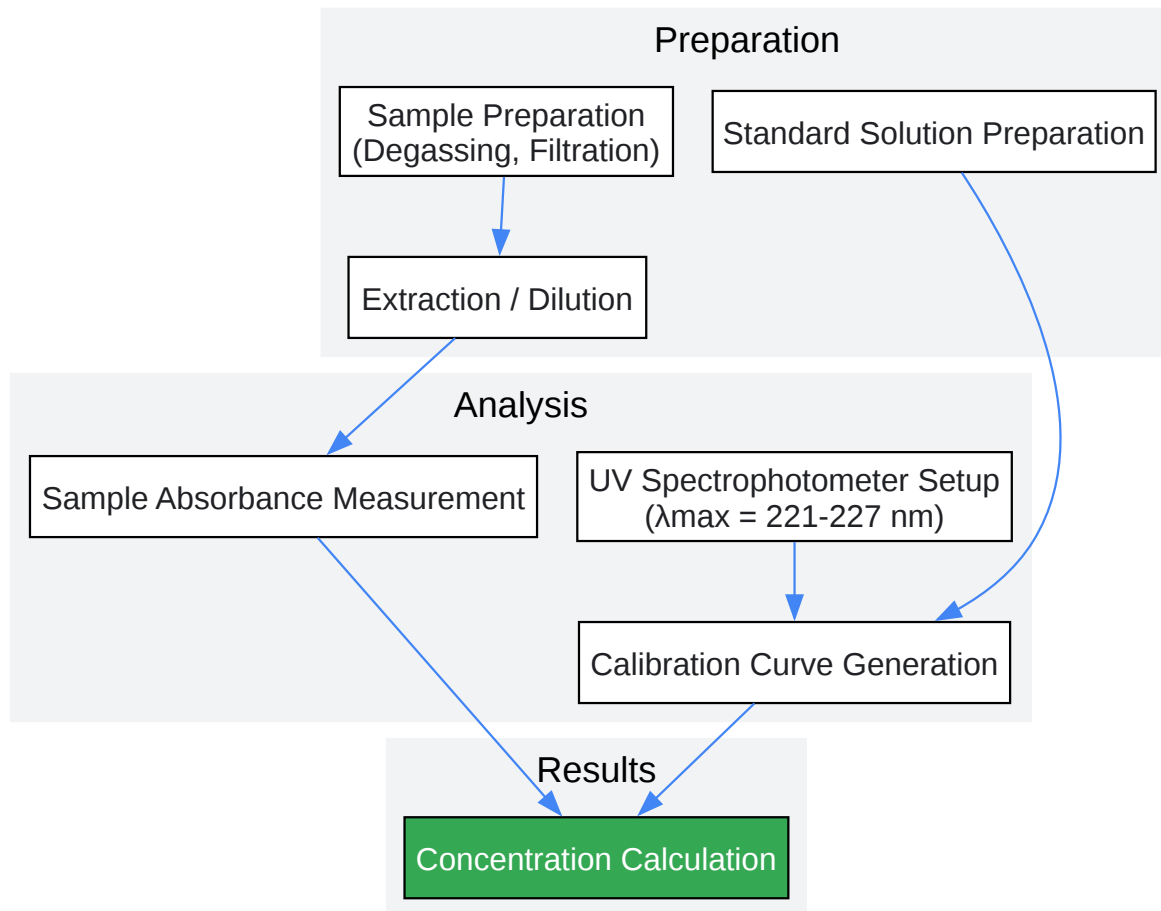 Preparation
Sample Preparation
(Degassing, Filtration)
Standard Solution Preparation
Extraction / Dilution
Analysis
Sample Absorbance Measurement
UV Spectrophotometer Setup
(λmax = 221-227 nm)
Calibration Curve Generation
Results
Concentration Calculation